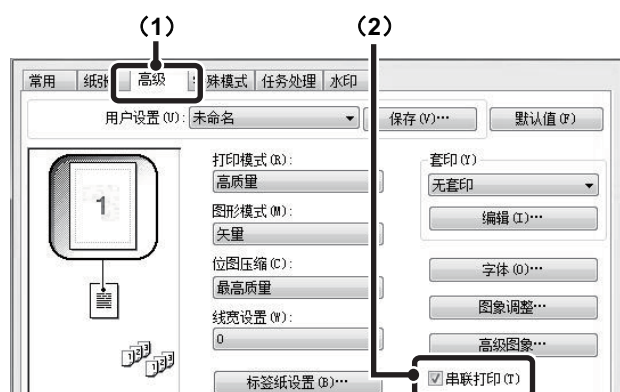 （1） （2）
常用 纸张 高级 殊模式 任务处理 水印
用户设置(U): 未命名 保存(V)… 默认值(F)
打印模式(R): 套印(Y)
高质量 无套印
1
图形模式(M): 编辑(I)…
矢量
位图压缩(C): 字体(O)…
最高质量 图象调整…
线宽设置(W):
0 高级图象…
123 123
标签纸设置(B)… 串联打印(T)